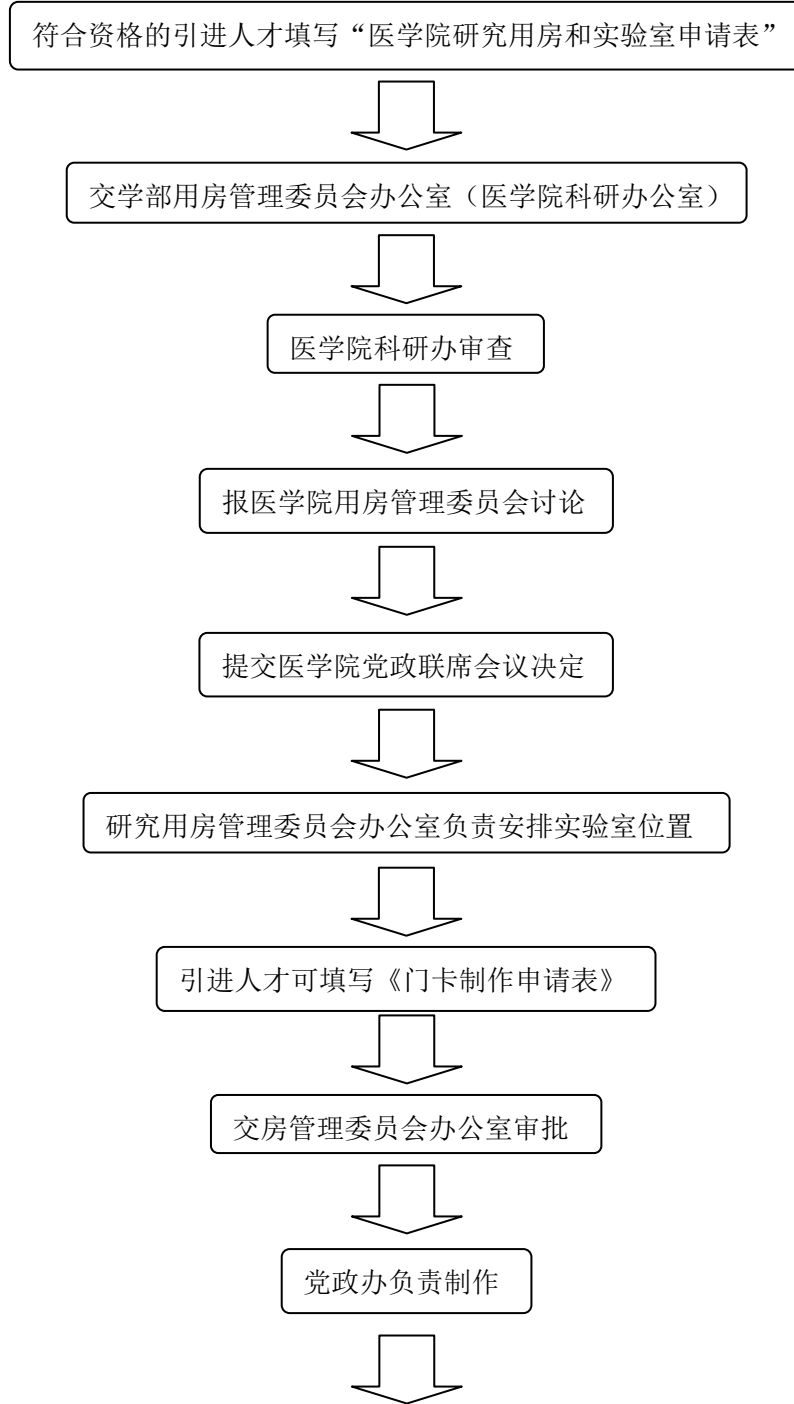 符合资格的引进人才填写“医学院研究用房和实验室申请表”
交学部用房管理委员会办公室（医学院科研办公室）
医学院科研办审查
报医学院用房管理委员会讨论
提交医学院党政联席会议决定
研究用房管理委员会办公室负责安排实验室位置
引进人才可填写《门卡制作申请表》
交房管理委员会办公室审批
党政办负责制作